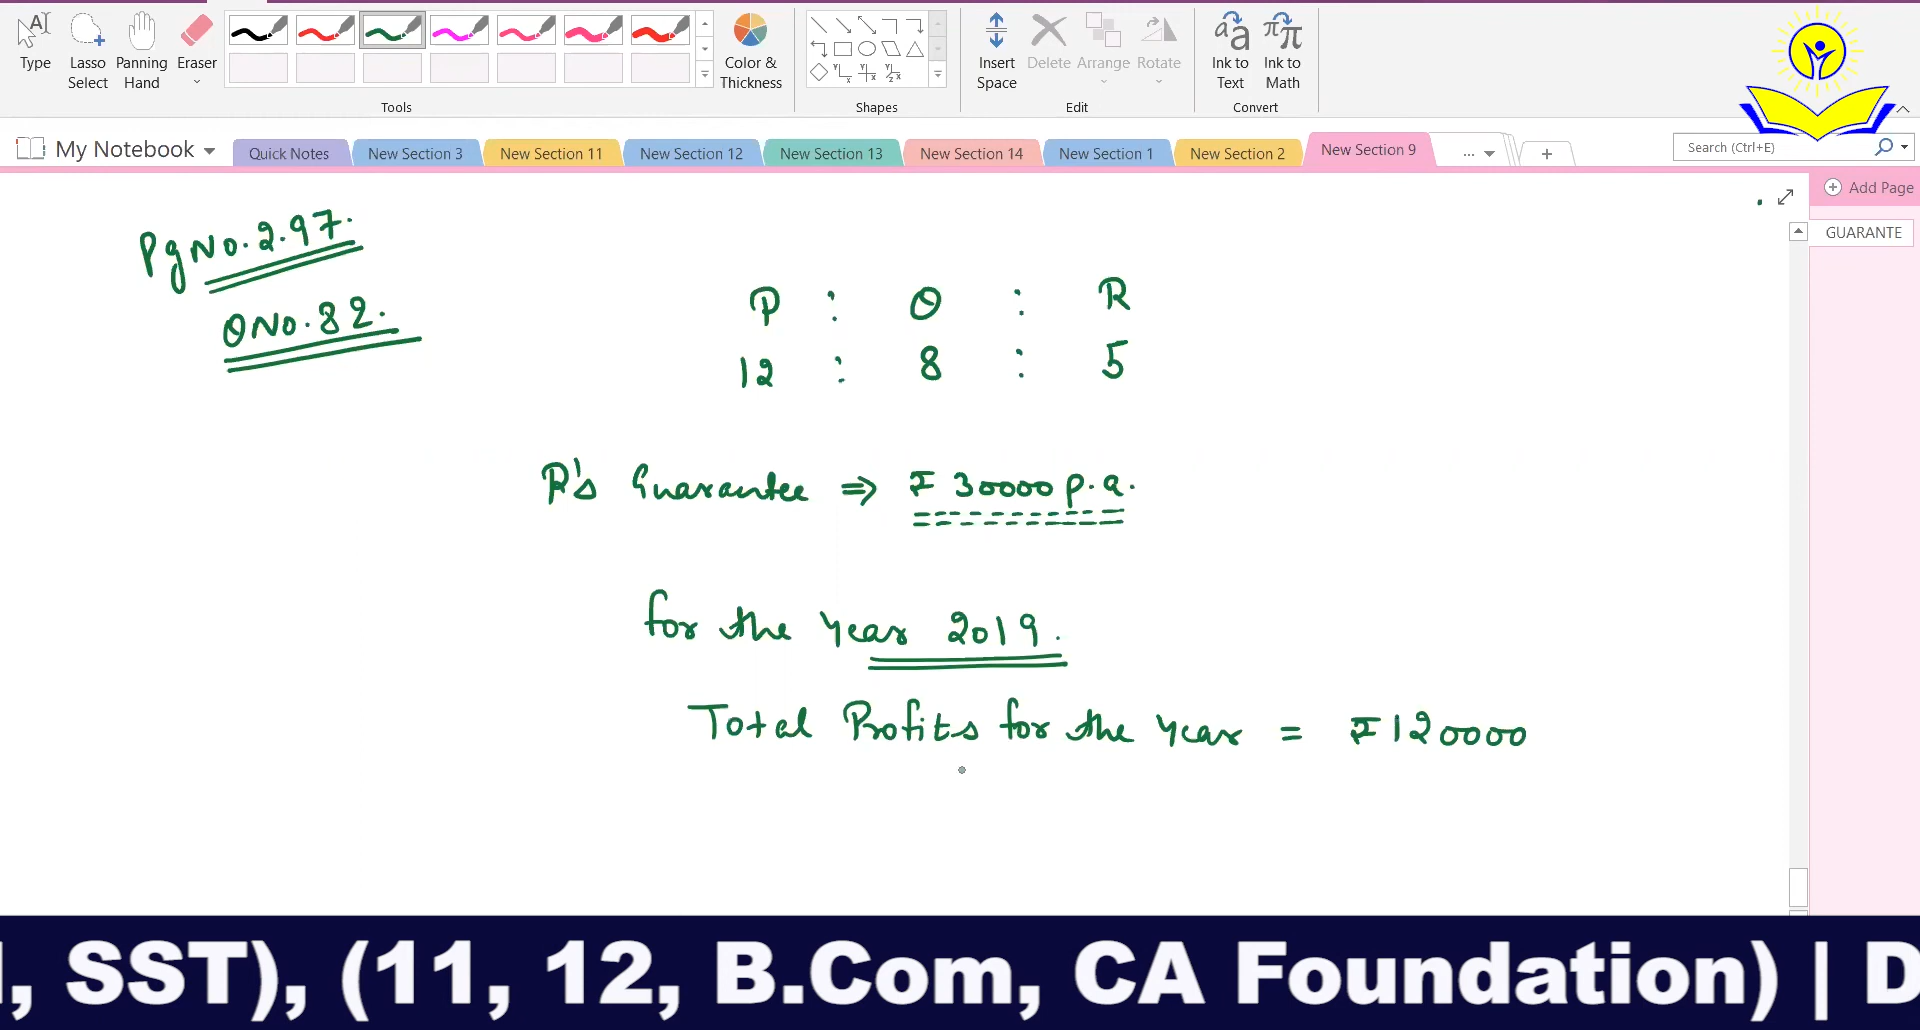 Type
Lasso Select
Panning Hand
Eraser
Color & Thickness
Insert Space
Delete
Arrange
Rotate
Ink to Text
Ink to Math
Tools
Shapes
Edit
Convert
My Notebook
Quick Notes
New Section 3
New Section 11
New Section 12
New Section 13
New Section 14
New Section 1
New Section 2
New Section 9
...
Search (Ctrl+E)
Add Page
GUARANTE
Pg No. 2.97.
Q No. 82.
P : Q : R
12 : 8 : 5
R's Guarantee ⇒ ₹ 30000 p.a.
for the year 2019.
Total Profits for the year = ₹ 120000
, SST), (11, 12, B.Com, CA Foundation) | D